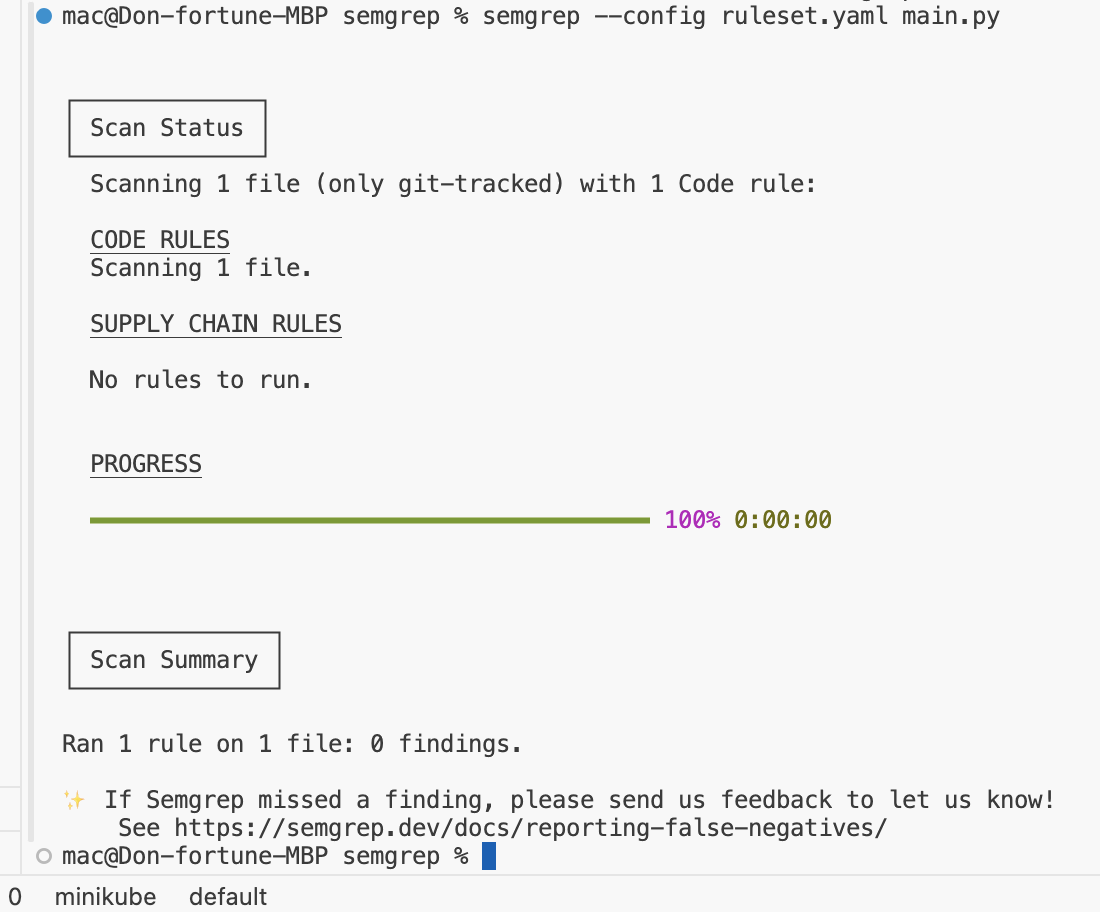 mac@Don-fortune-MBP semgrep % semgrep --config ruleset.yaml main.py
Scan Status
Scanning 1 file (only git-tracked) with 1 Code rule:
CODE RULES
Scanning 1 file.
SUPPLY CHAIN RULES
No rules to run.
PROGRESS
100% 0:00:00
Scan Summary
Ran 1 rule on 1 file: 0 findings.
✨ If Semgrep missed a finding, please send us feedback to let us know!
See https://semgrep.dev/docs/reporting-false-negatives/
mac@Don-fortune-MBP semgrep %
0 minikube default